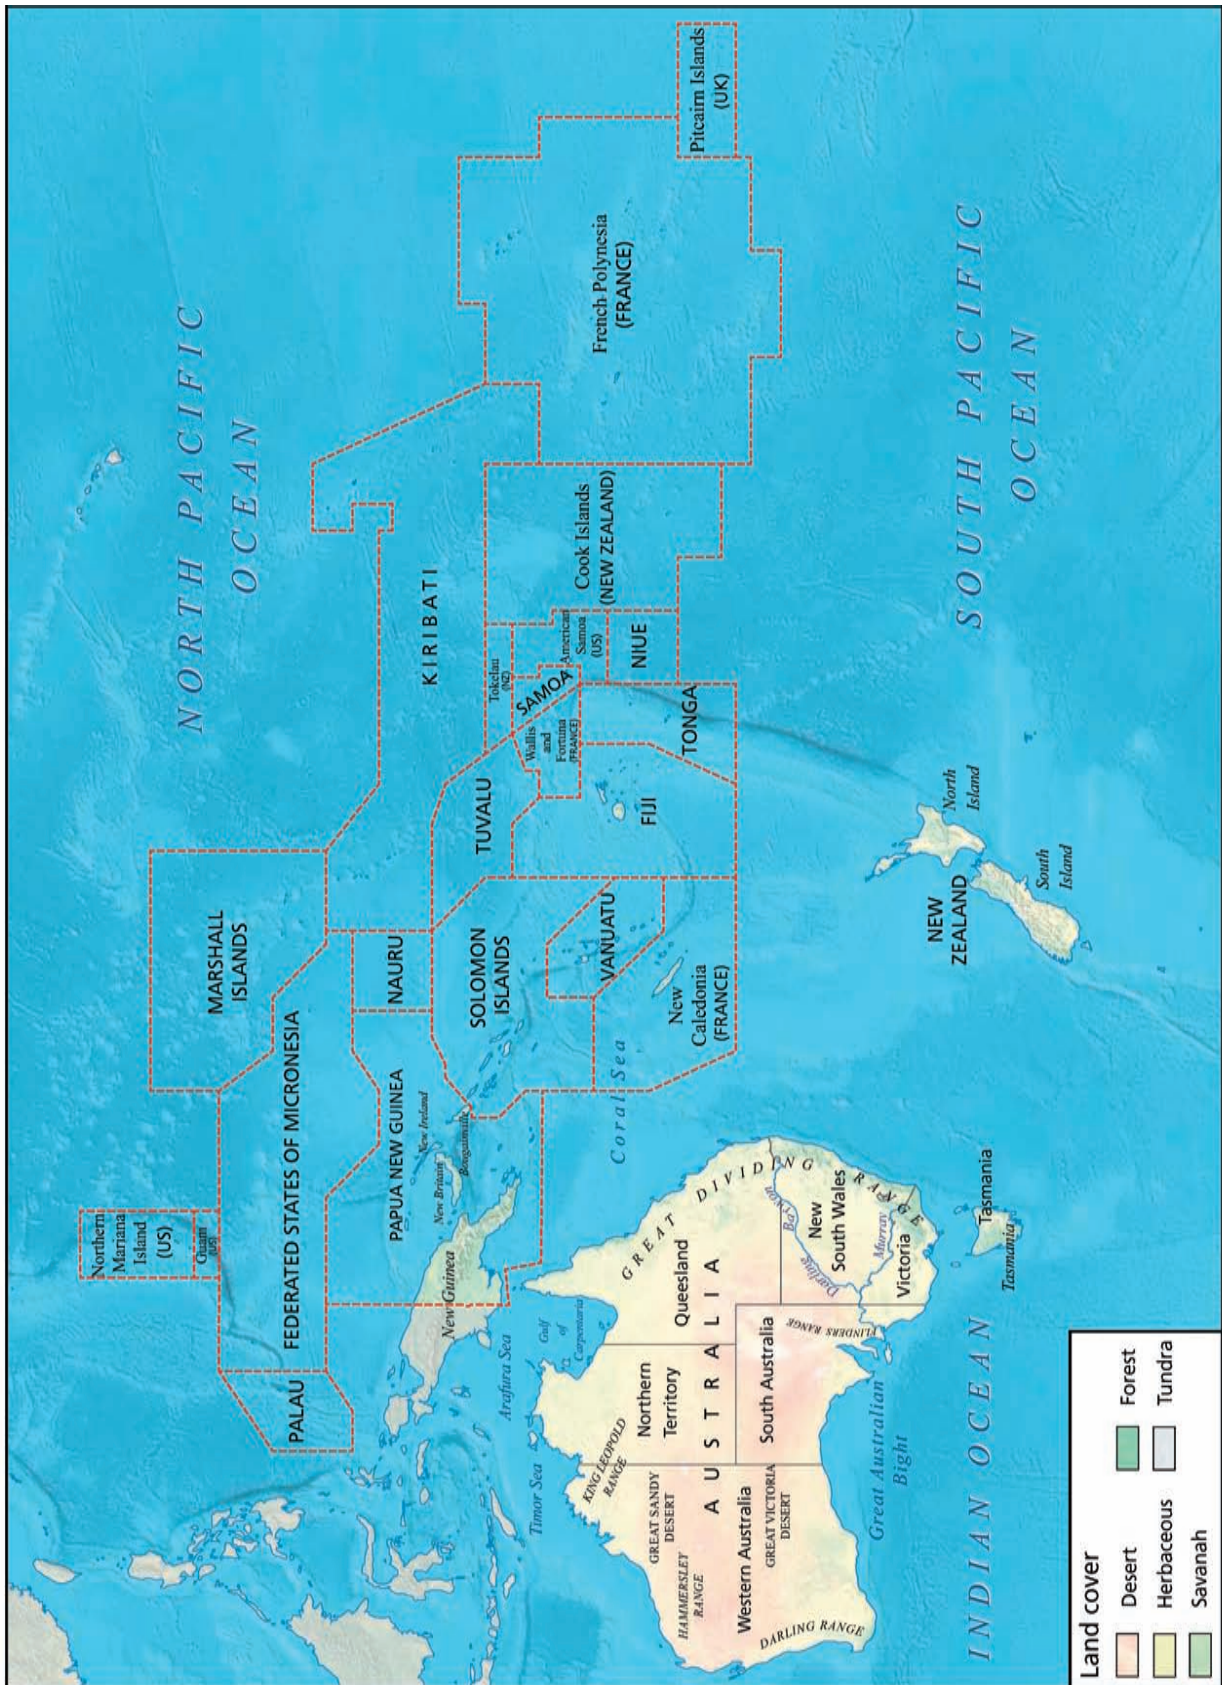 NORTH PACIFIC
OCEAN
Northern
Mariana
Island
(US)
Guam
(US)
MARSHALL
ISLANDS
PALAU
FEDERATED STATES OF MICRONESIA
KIRIBATI
NAURU
PAPUA NEW GUINEA
New Ireland
New Britain
Bougainville
New Guinea
SOLOMON
ISLANDS
TUVALU
Tokelau
(NZ)
SAMOA
American
Samoa
(US)
Wallis
and
Fortuna
(FRANCE)
Cook Islands
(NEW ZEALAND)
French Polynesia
(FRANCE)
Pitcairn Islands
(UK)
NIUE
TONGA
FIJI
VANUATU
New
Caledonia
(FRANCE)
Coral Sea
Arafura Sea
Timor Sea
Gulf
of
Carpentaria
KING LEOPOLD
RANGE
GREAT SANDY
DESERT
HAMMERSLEY
RANGE
Northern
Territory
Queesland
GREAT DIVIDING RANGE
AUSTRALIA
Western Australia
GREAT VICTORIA
DESERT
DARLING RANGE
South Australia
FLINDERS RANGE
New
South Wales
Darling
Barwon
Murray
Victoria
Great Australian
Bight
Tasmania
Tasmania
NEW
ZEALAND
North
Island
South
Island
SOUTH PACIFIC
OCEAN
INDIAN OCEAN
Land cover
Desert
Forest
Herbaceous
Tundra
Savanah